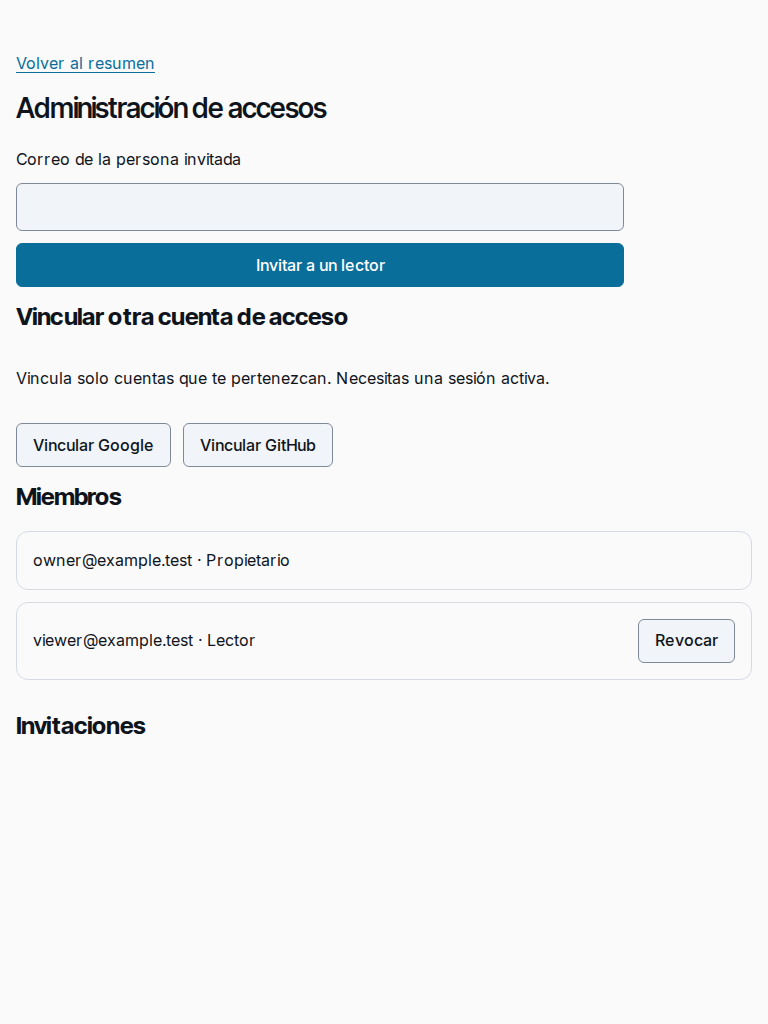 Volver al resumen
Administración de accesos
Correo de la persona invitada
Invitar a un lector
Vincular otra cuenta de acceso
Vincula solo cuentas que te pertenezcan. Necesitas una sesión activa.
Vincular Google Vincular GitHub
Miembros
owner@example.test · Propietario
viewer@example.test · Lector Revocar
Invitaciones